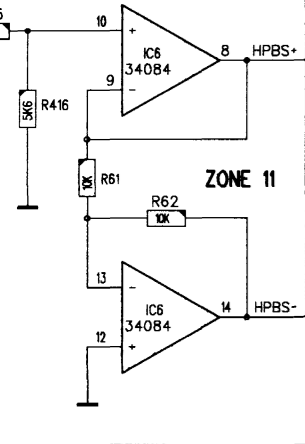 10
8
HPBS+
IC6
34084
9
5K6
R416
10K
R61
ZONE 11
R62
10K
13
14
HPBS-
IC6
34084
12